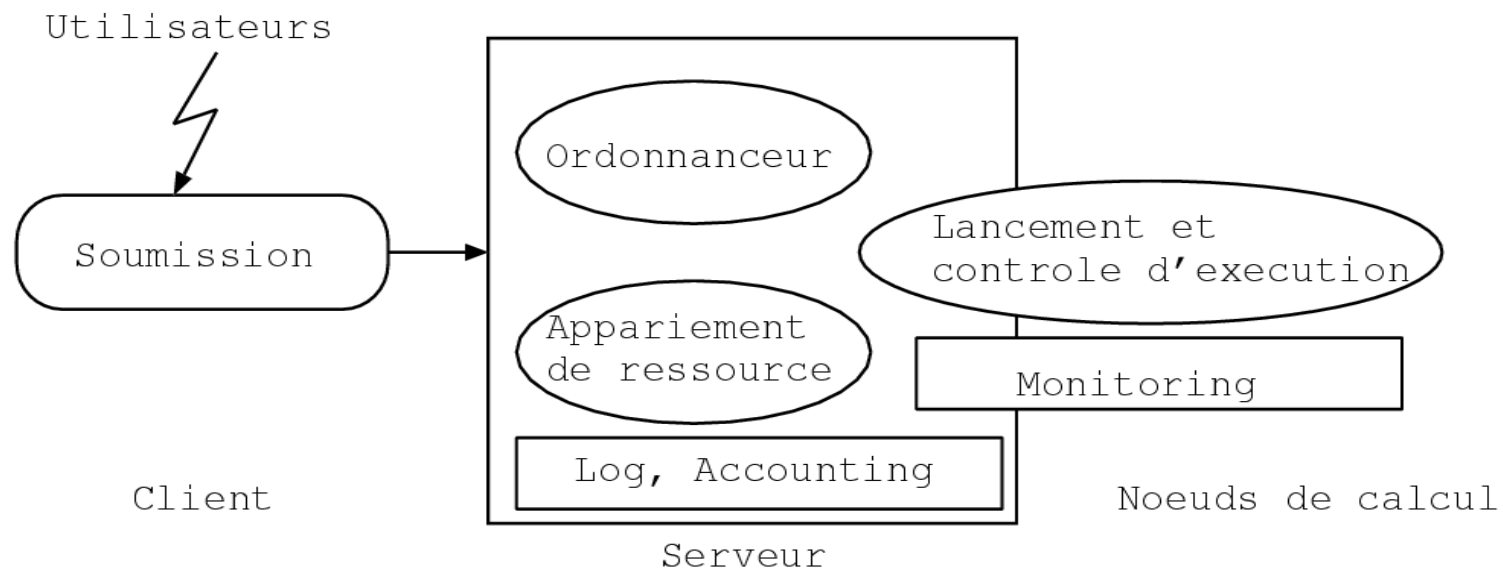 Utilisateurs
Soumission
Client
Ordonnanceur
Appariement
de ressource
Log, Accounting
Serveur
Lancement et
controle d'execution
Monitoring
Noeuds de calcul